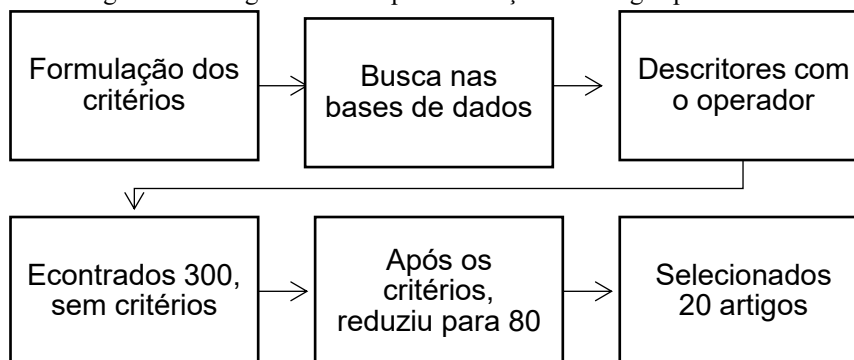 Formulação dos
critérios
Busca nas
bases de dados
Descritores com
o operador
Econtrados 300,
sem critérios
Após os
critérios,
reduziu para 80
Selecionados
20 artigos